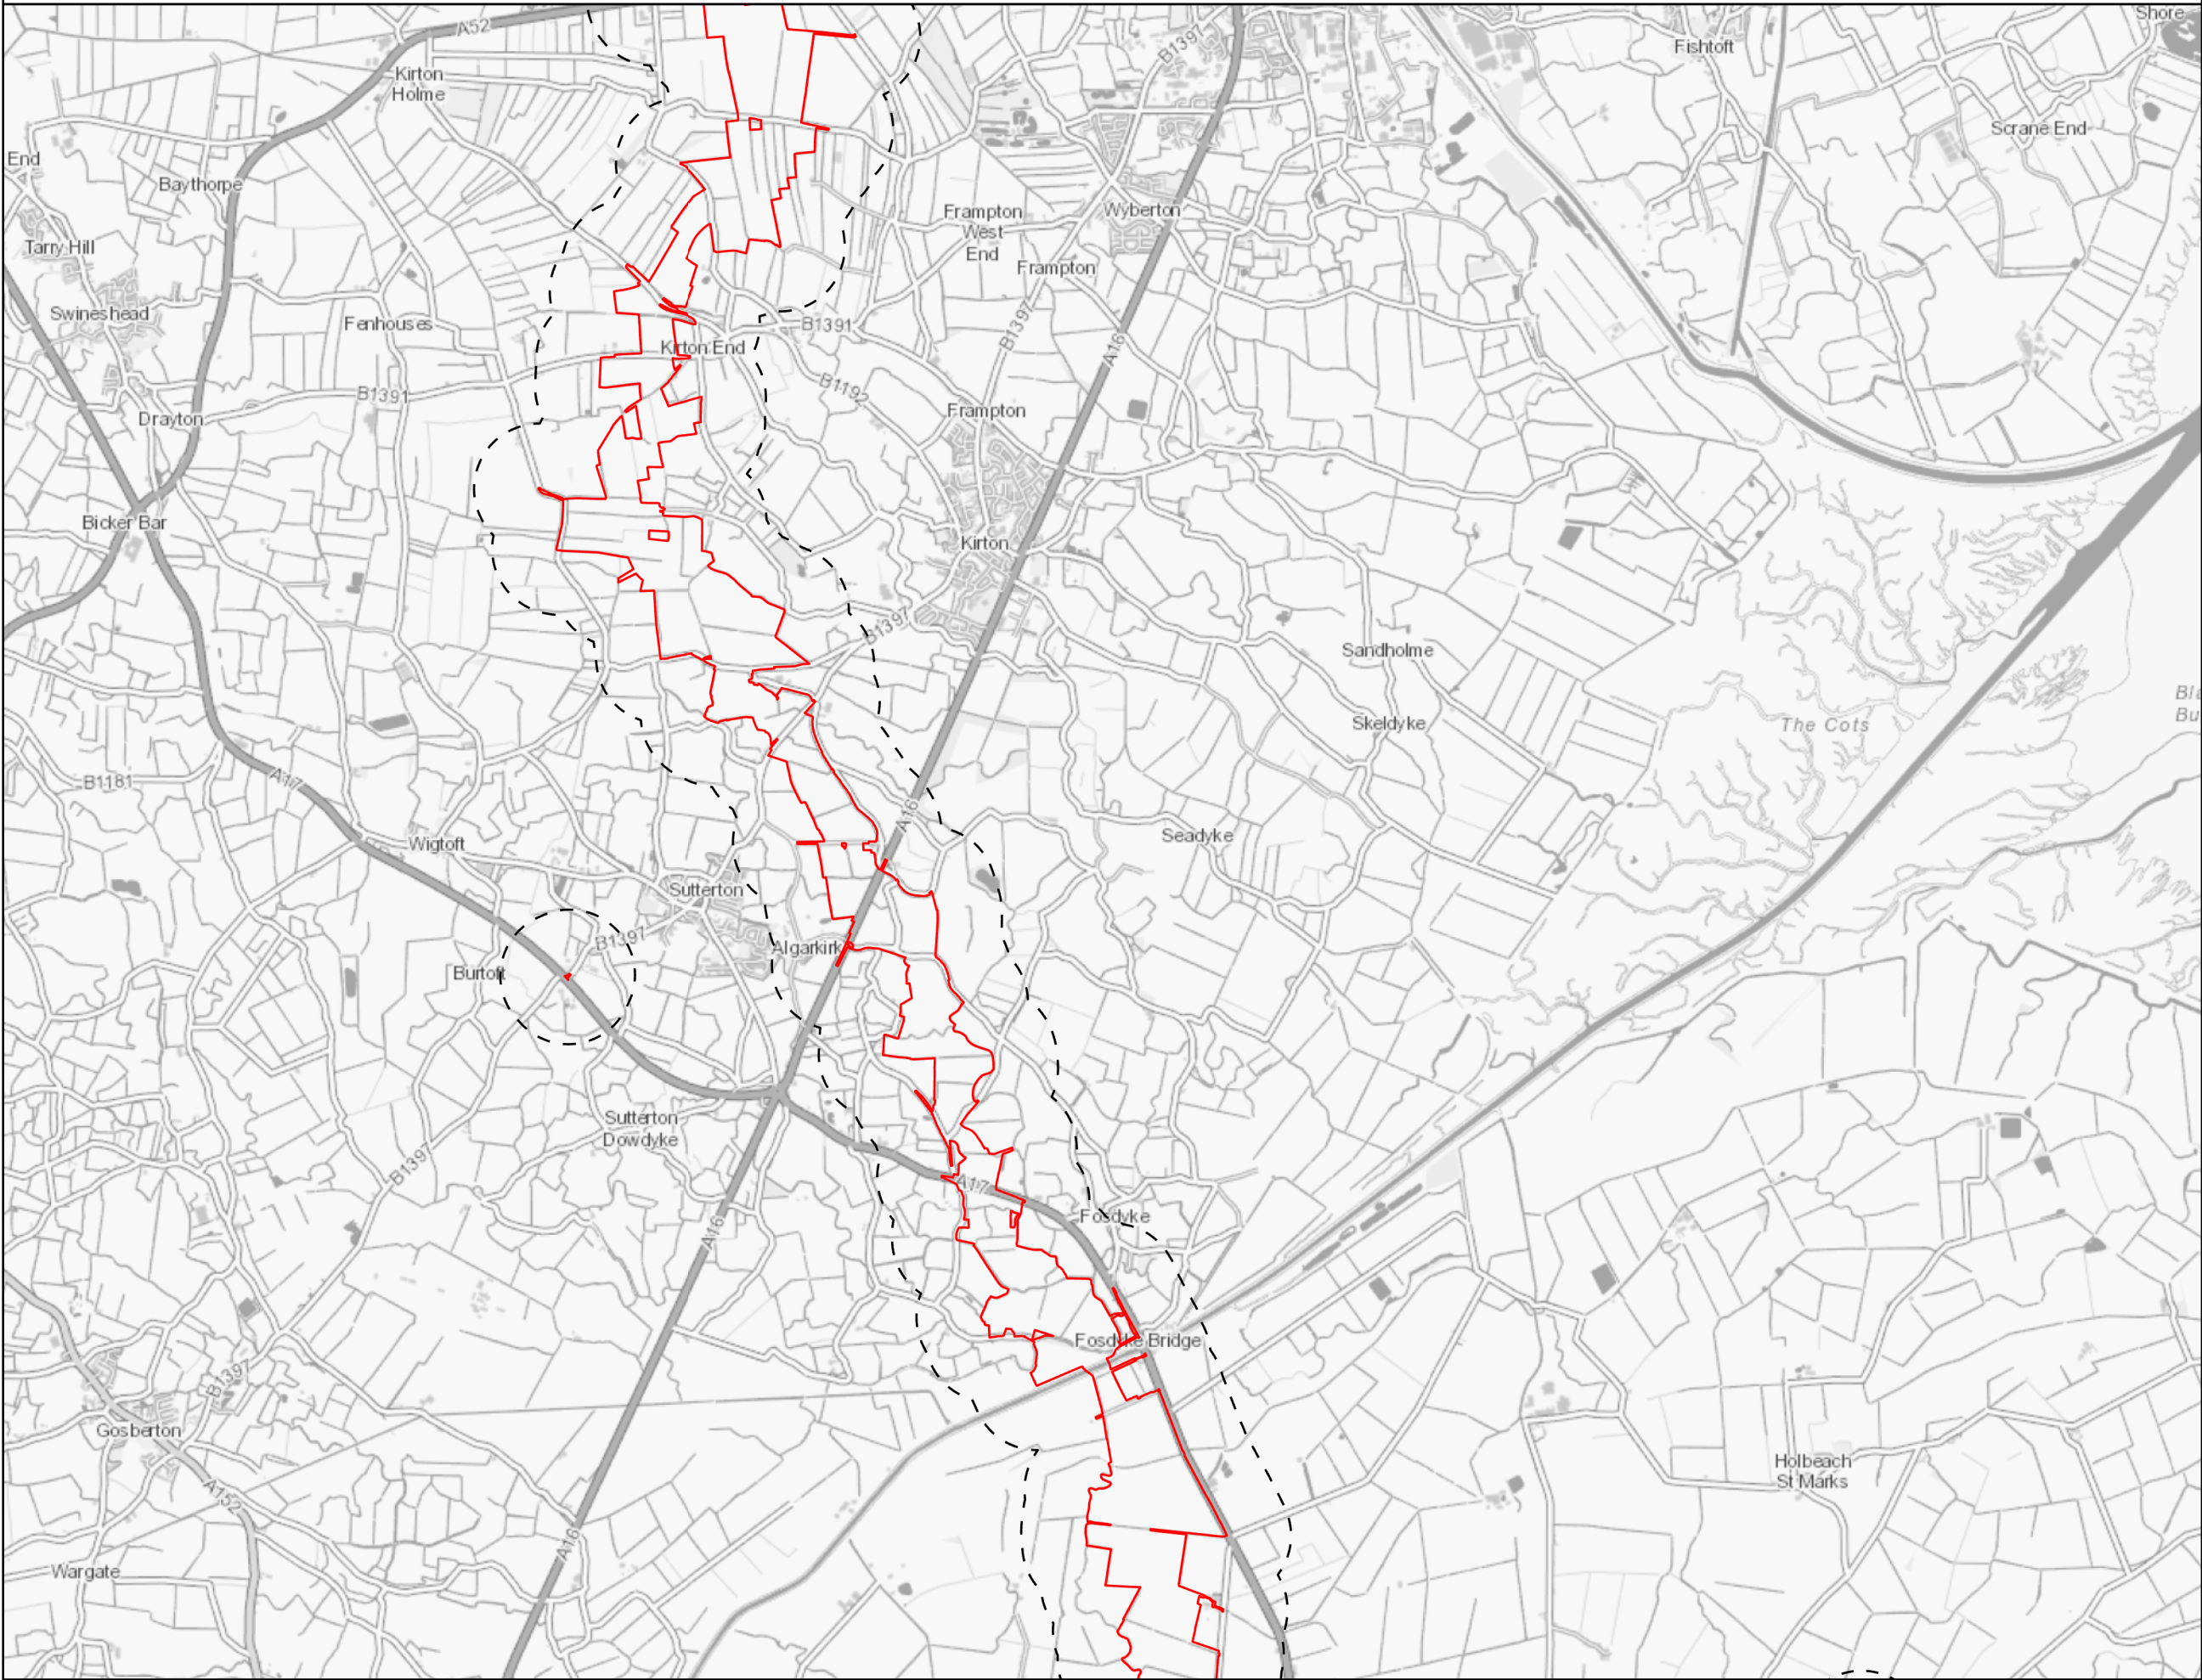 Shore
A52
B1397
Fishtoft
Kirton
Holme
Scrane End
End
Baythorpe
Frampton
West
End
Wyberton
Tarry Hill
Frampton
Swineshead
Fenhouses
B1391
B1397
A16
Kirton End
B1391
B1192
Drayton
Frampton
Bicker Bar
Kirton
B1397
Sandholme
Skeldyke
The Cots
B1181
A17
A16
Seadyke
Wigtoft
Sutterton
B1397
Algarkirk
Burtoft
Sutterton
Dowdyke
B1397
A17
Fosdyke
A16
Fosdyke Bridge
B1397
Gosberton
Holbeach
St Marks
A152
A16
Wargate